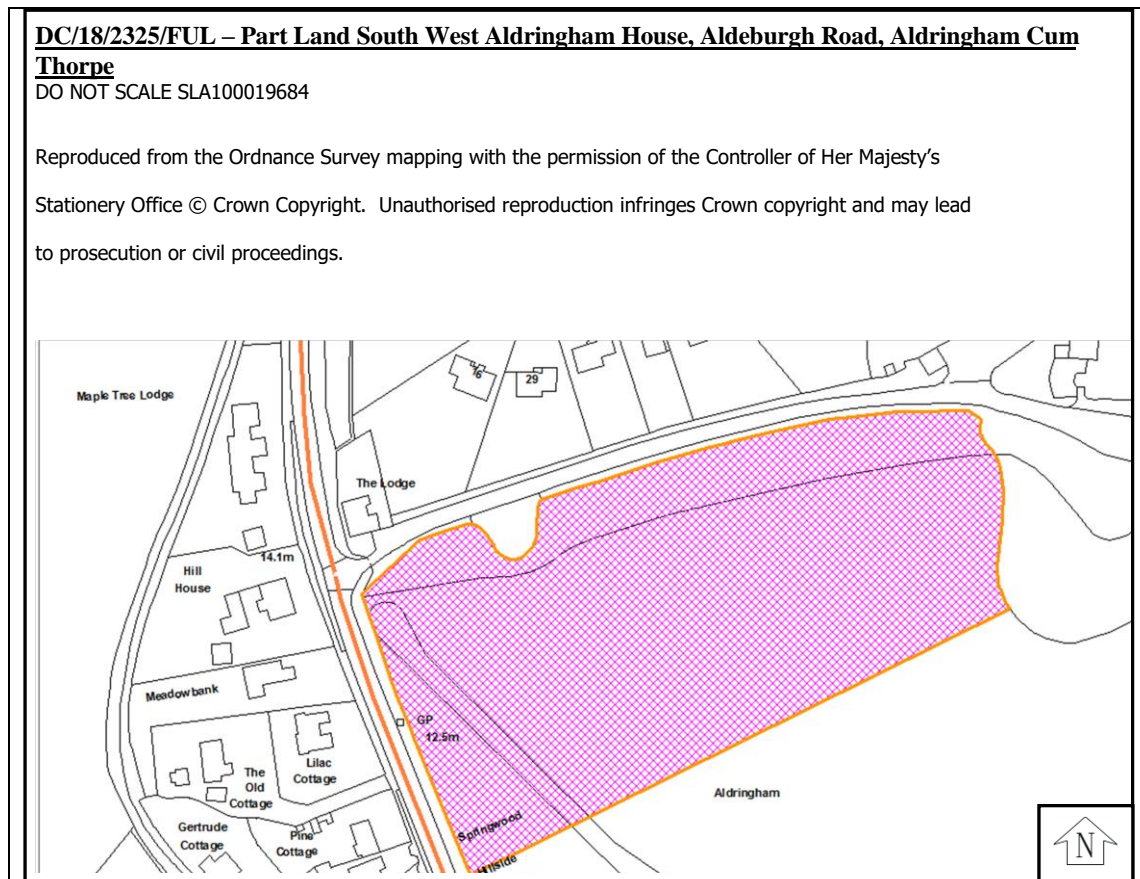 DC/18/2325/FUL – Part Land South West Aldringham House, Aldeburgh Road, Aldringham Cum
Thorpe
DO NOT SCALE SLA100019684
Reproduced from the Ordnance Survey mapping with the permission of the Controller of Her Majesty's
Stationery Office © Crown Copyright. Unauthorised reproduction infringes Crown copyright and may lead
to prosecution or civil proceedings.
Maple Tree Lodge
16
29
The Lodge
14.1m
Hill
House
Meadowbank
GP
12.5m
Lilac
Cottage
The
Old
Cottage
Aldringham
Gertrude
Cottage
Pine
Cottage
Springwood
Hillside
N